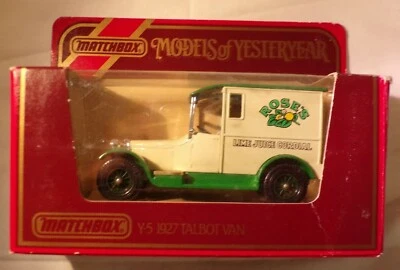 MATCHBOX
MODELS of YESTERYEAR
ROSE'S
LIME JUICE CORDIAL
MATCHBOX
Y-5 1927 TALBOT VAN